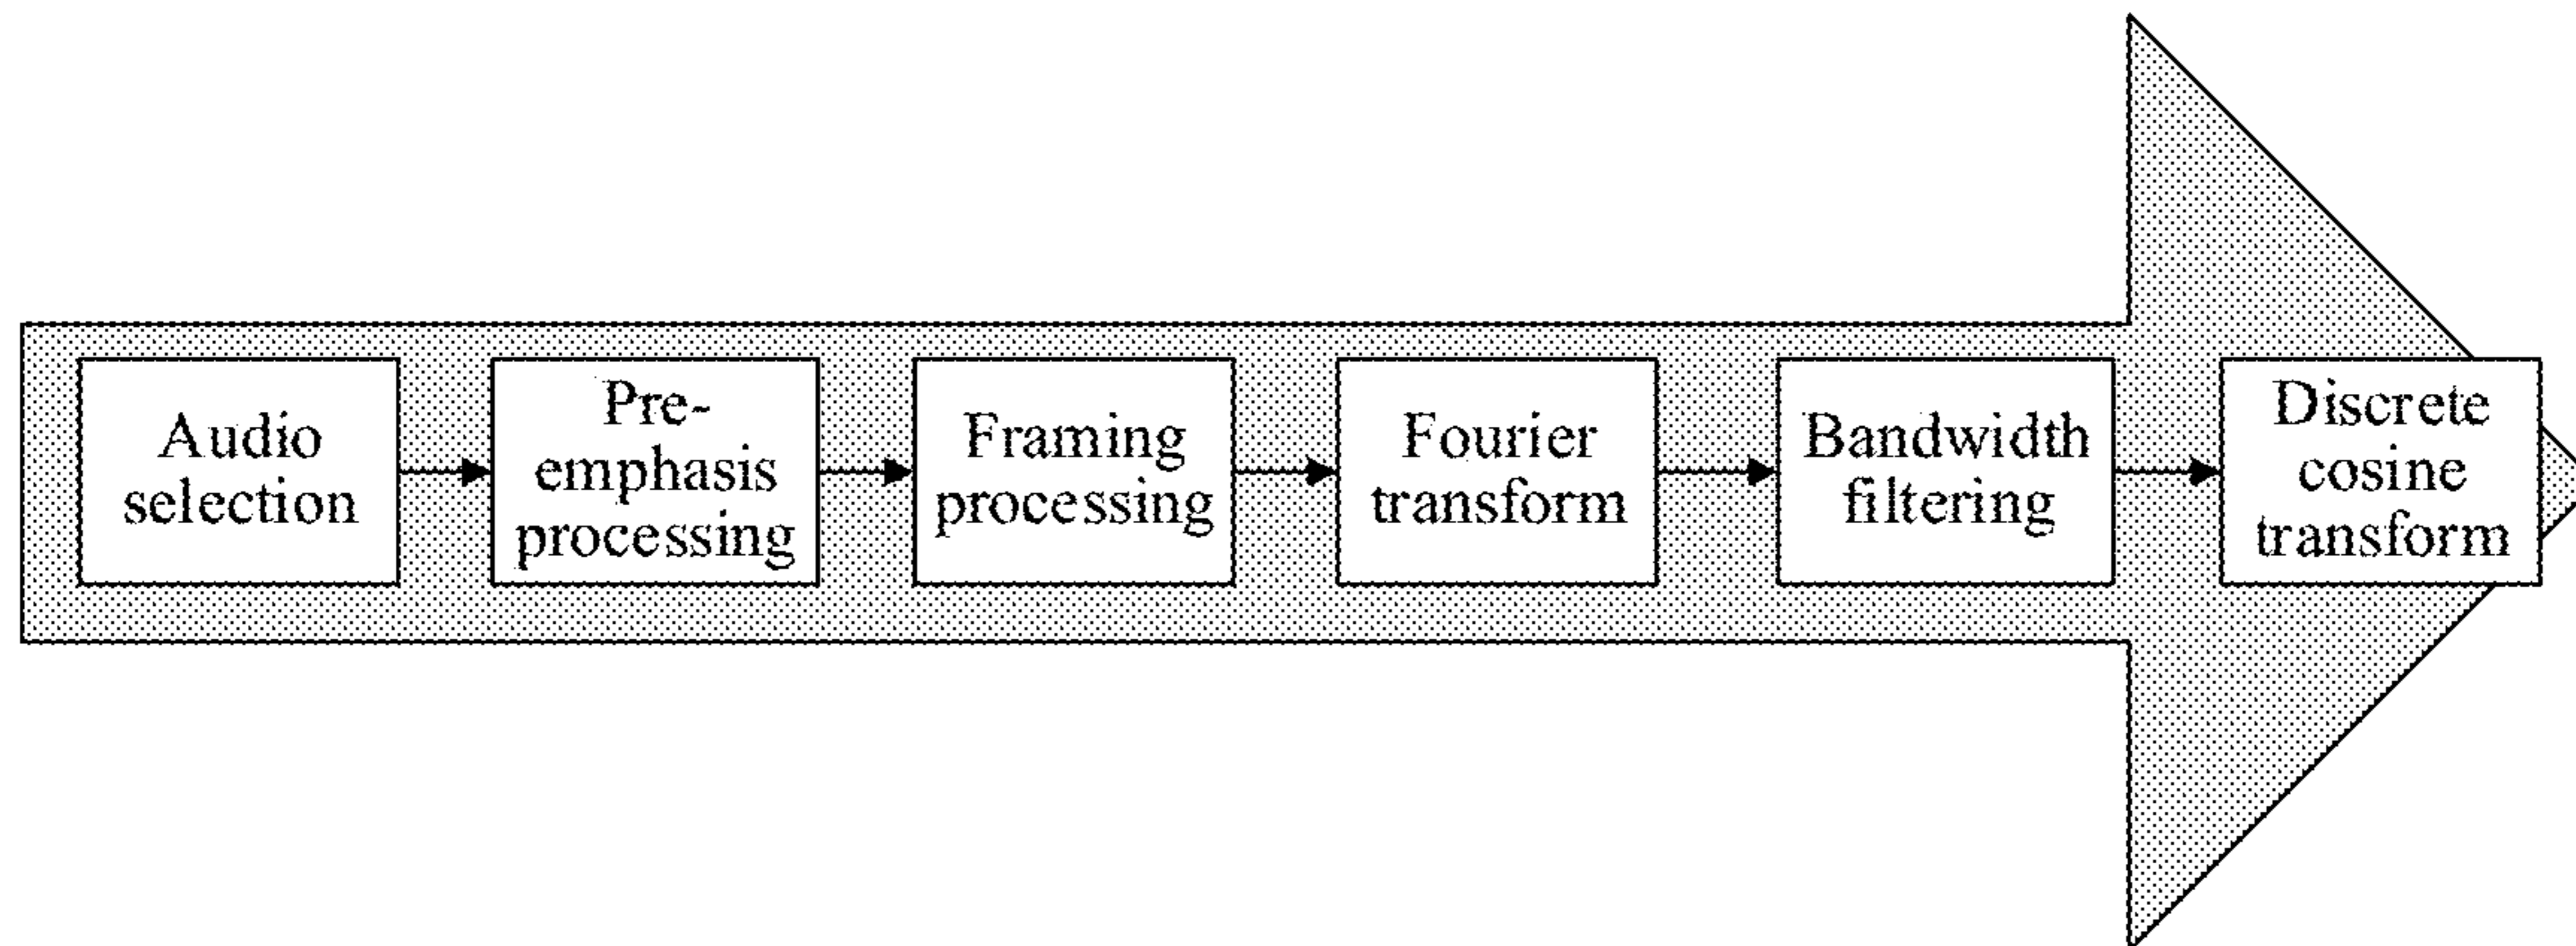 Audio
selection
Pre-
emphasis
processing
Framing
processing
Fourier
transform
Bandwidth
filtering
Discrete
cosine
transform